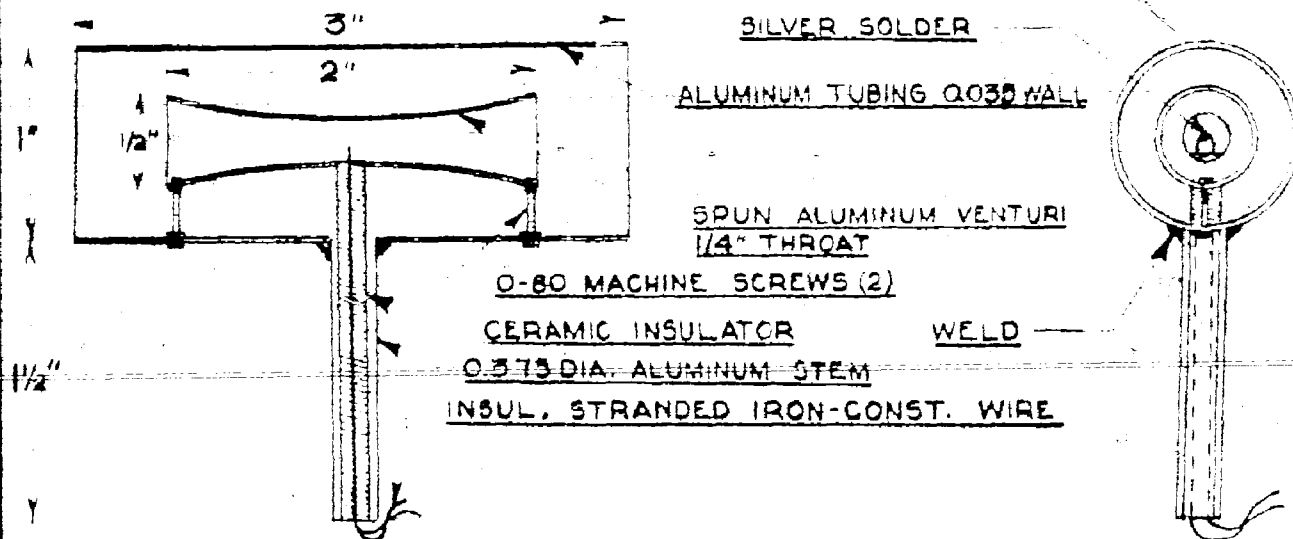 3"
2"
1/2"
1"
1 1/2"
SILVER SOLDER
ALUMINUM TUBING 0.035 WALL
SPUN ALUMINUM VENTURI
1/4" THROAT
0-80 MACHINE SCREWS (2)
CERAMIC INSULATOR
WELD
0.375 DIA. ALUMINUM STEM
INSUL. STRANDED IRON-CONST. WIRE